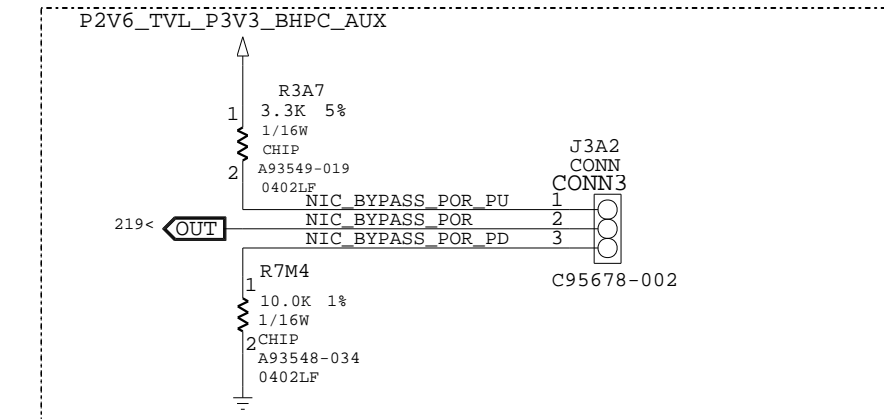 P2V6_TVL_P3V3_BHPC_AUX
R3A7
1 3.3K 5%
1/16W
CHIP
2 A93549-019
0402LF
J3A2
CONN
CONN3
NIC_BYPASS_POR_PU 1
219< OUT NIC_BYPASS_POR 2
NIC_BYPASS_POR_PD 3
C95678-002
R7M4
1
10.0K 1%
1/16W
2 CHIP
A93548-034
0402LF